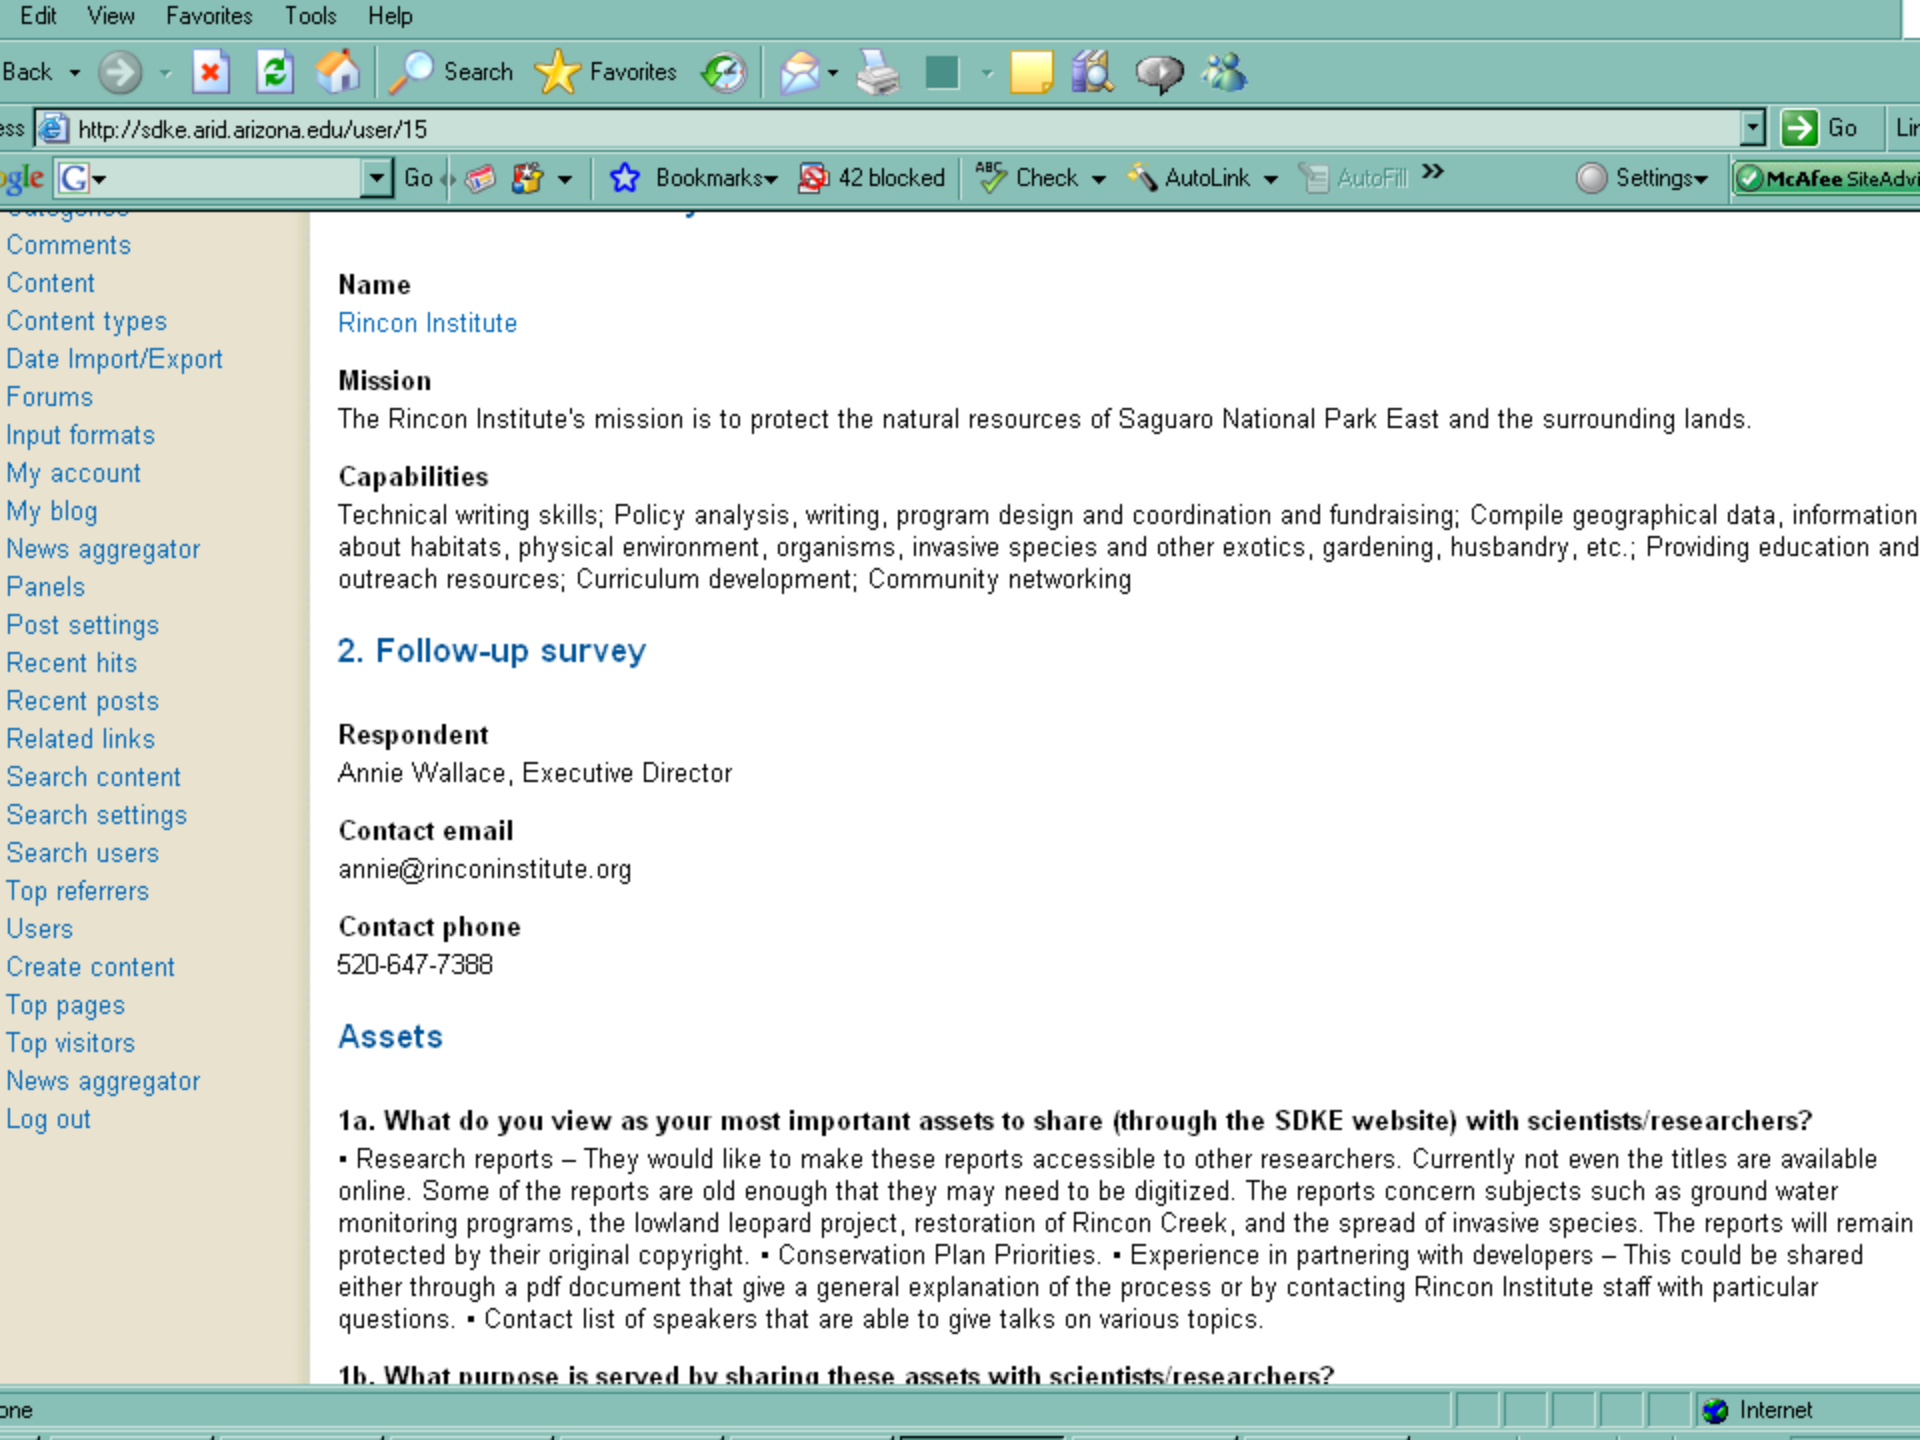 Edit View Favorites Tools Help
Back Search Favorites
ess http://sdke.arid.arizona.edu/user/15 Go Lin
ogle G Go Bookmarks 42 blocked ABC Check AutoLink AutoFill Settings McAfee SiteAdvi
Categories
Comments
Content
Content types
Date Import/Export
Forums
Input formats
My account
My blog
News aggregator
Panels
Post settings
Recent hits
Recent posts
Related links
Search content
Search settings
Search users
Top referrers
Users
Create content
Top pages
Top visitors
News aggregator
Log out
Name
Rincon Institute
Mission
The Rincon Institute's mission is to protect the natural resources of Saguaro National Park East and the surrounding lands.
Capabilities
Technical writing skills; Policy analysis, writing, program design and coordination and fundraising; Compile geographical data, information
about habitats, physical environment, organisms, invasive species and other exotics, gardening, husbandry, etc.; Providing education and
outreach resources; Curriculum development; Community networking
2. Follow-up survey
Respondent
Annie Wallace, Executive Director
Contact email
annie@rinconinstitute.org
Contact phone
520-647-7388
Assets
1a. What do you view as your most important assets to share (through the SDKE website) with scientists/researchers?
▪ Research reports – They would like to make these reports accessible to other researchers. Currently not even the titles are available
online. Some of the reports are old enough that they may need to be digitized. The reports concern subjects such as ground water
monitoring programs, the lowland leopard project, restoration of Rincon Creek, and the spread of invasive species. The reports will remain
protected by their original copyright. ▪ Conservation Plan Priorities. ▪ Experience in partnering with developers – This could be shared
either through a pdf document that give a general explanation of the process or by contacting Rincon Institute staff with particular
questions. ▪ Contact list of speakers that are able to give talks on various topics.
1b. What purpose is served by sharing these assets with scientists/researchers?
one Internet